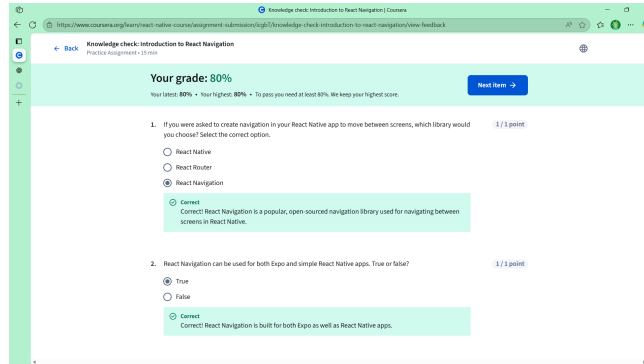 Knowledge check: Introduction to React Navigation | Coursera
https://www.coursera.org/learn/react-native-course/assignment-submission/icgbT/knowledge-check-introduction-to-react-navigation/view-feedback
← Back
Knowledge check: Introduction to React Navigation
Practice Assignment • 15 min
Your grade: 80%
Your latest: 80% • Your highest: 80% • To pass you need at least 80%. We keep your highest score.
Next item →
1. If you were asked to create navigation in your React Native app to move between screens, which library would
you choose? Select the correct option.
1 / 1 point
React Native
React Router
React Navigation
Correct
Correct! React Navigation is a popular, open-sourced navigation library used for navigating between
screens in React Native.
2. React Navigation can be used for both Expo and simple React Native apps. True or false?
1 / 1 point
True
False
Correct
Correct! React Navigation is built for both Expo as well as React Native apps.